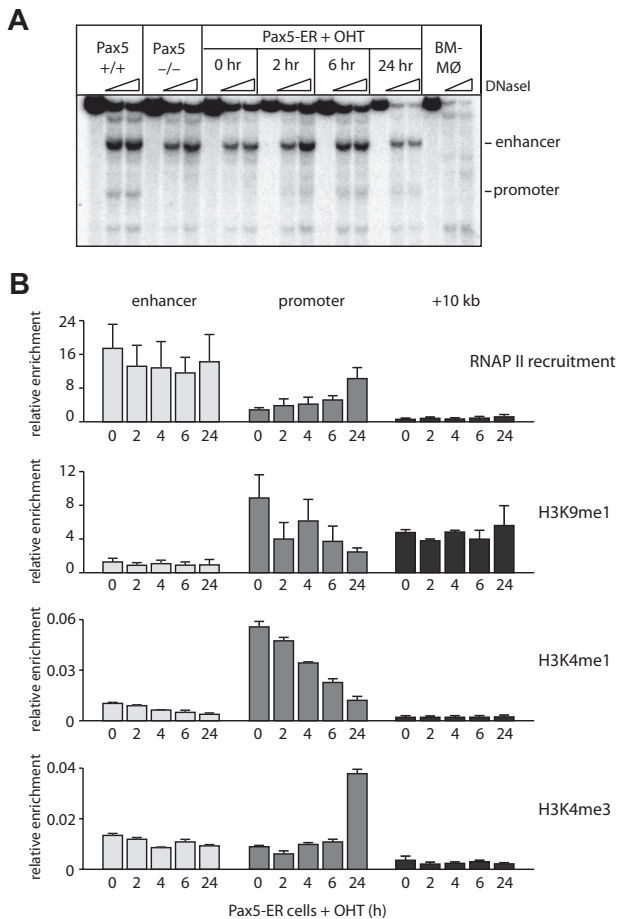 A
Pax5 +/+
Pax5 –/–
Pax5-ER + OHT
0 hr
2 hr
6 hr
24 hr
BM-MØ
DNaseI
enhancer
promoter
B
enhancer promoter +10 kb
relative enrichment
24
16
8
0
RNAP II recruitment
0 2 4 6 24 0 2 4 6 24 0 2 4 6 24
relative enrichment
12
8
4
0
H3K9me1
0 2 4 6 24 0 2 4 6 24 0 2 4 6 24
relative enrichment
0.06
0.03
0
H3K4me1
0 2 4 6 24 0 2 4 6 24 0 2 4 6 24
relative enrichment
0.04
0.02
0
H3K4me3
0 2 4 6 24 0 2 4 6 24 0 2 4 6 24
Pax5-ER cells + OHT (h)